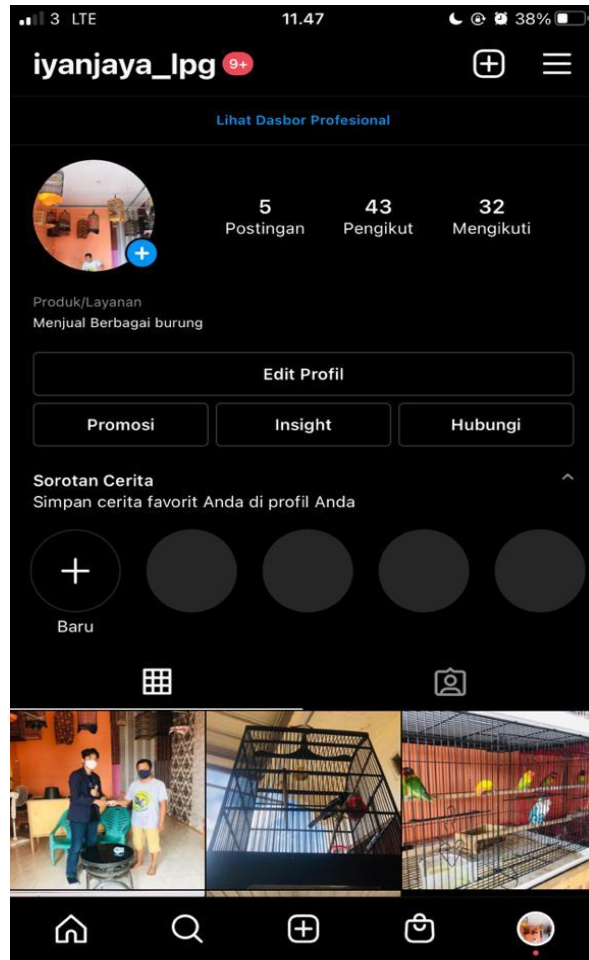 3 LTE 11.47 38%
iyanjaya_lpg 9+
Lihat Dasbor Profesional
5 43 32
Postingan Pengikut Mengikuti
Produk/Layanan
Menjual Berbagai burung
Edit Profil
Promosi Insight Hubungi
Sorotan Cerita
Simpan cerita favorit Anda di profil Anda
Baru